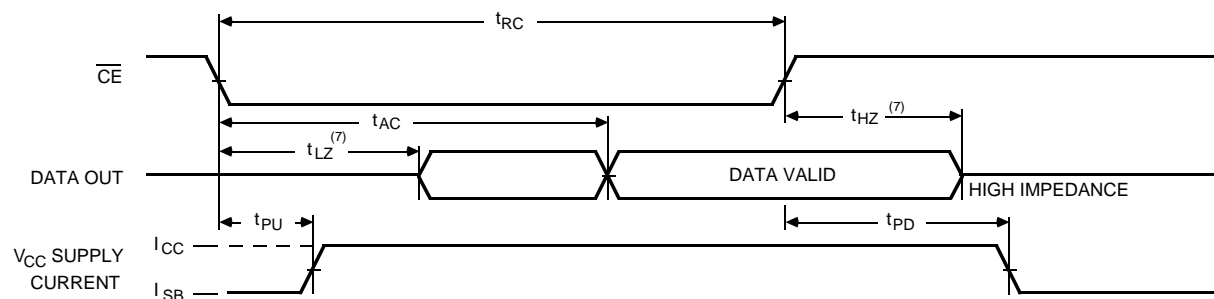 tRC
CE
tAC
tHZ (7)
tLZ(7)
DATA OUT
DATA VALID
HIGH IMPEDANCE
tPU
tPD
VCC SUPPLY
CURRENT
ICC
ISB